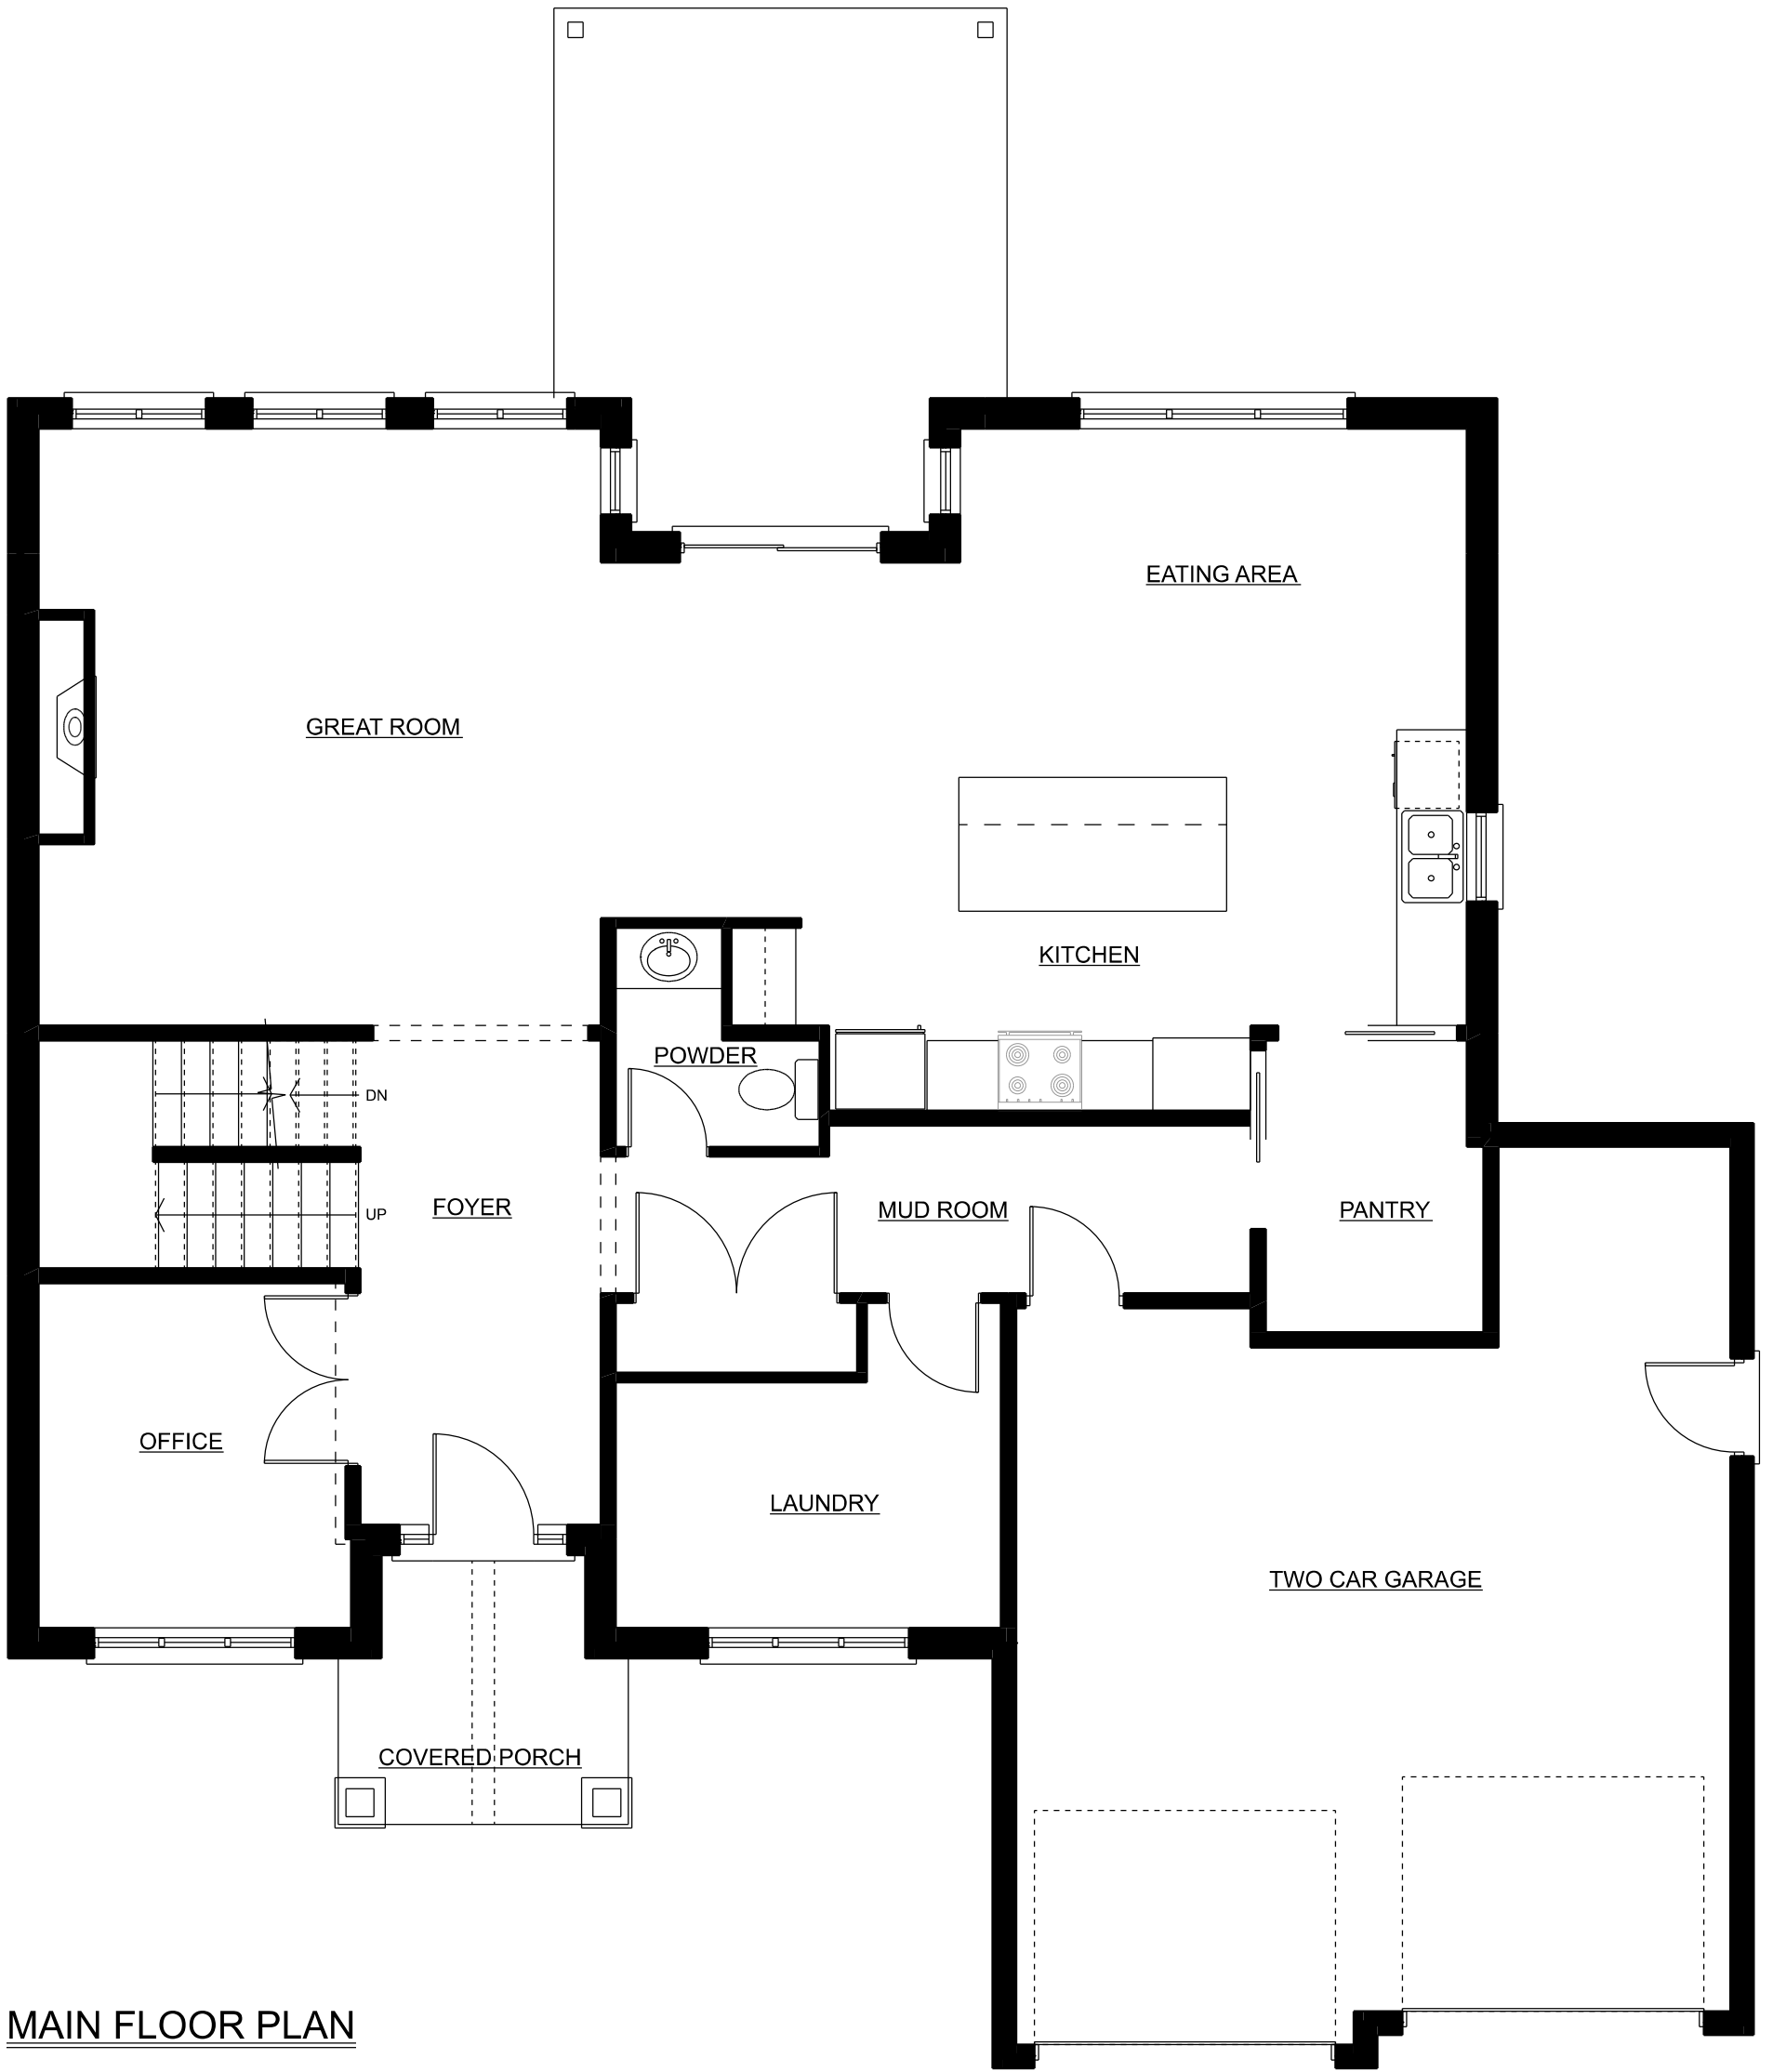 EATING AREA
GREAT ROOM
KITCHEN
POWDER
DN
FOYER
MUD ROOM
PANTRY
UP
OFFICE
LAUNDRY
TWO CAR GARAGE
COVERED PORCH
MAIN FLOOR PLAN